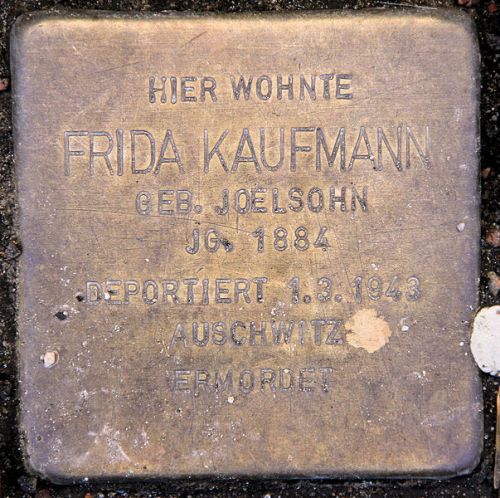 HIER WOHNTE
FRIDA KAUFMANN
GEB. JOELSOHN
JG. 1884
DEPORTIERT 1.3.1943
AUSCHWITZ
ERMORDET